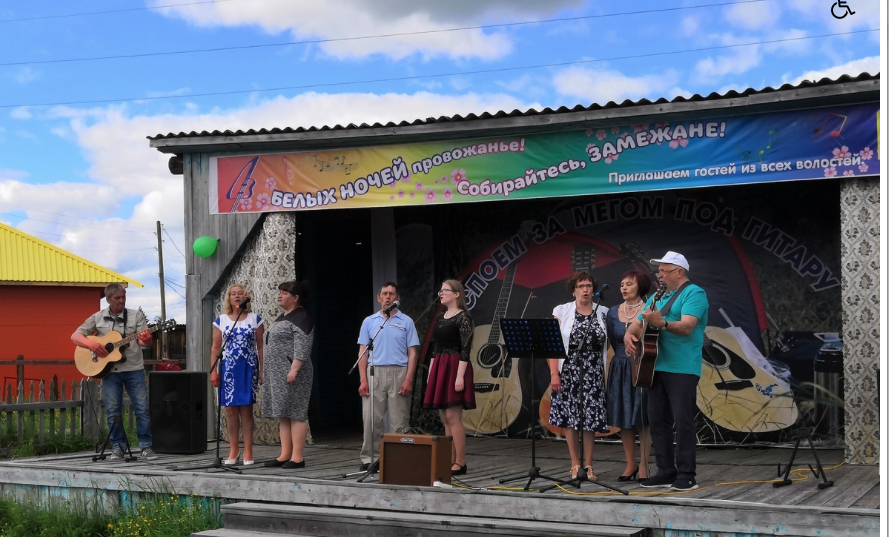 БЕЛЫХ НОЧЕЙ провожанье!
Собирайтесь, ЗАМЕЖАНЕ!
Приглашаем гостей из всех волостей.
СПОЕМ ЗА МЕГОМ ПОД ГИТАРУ